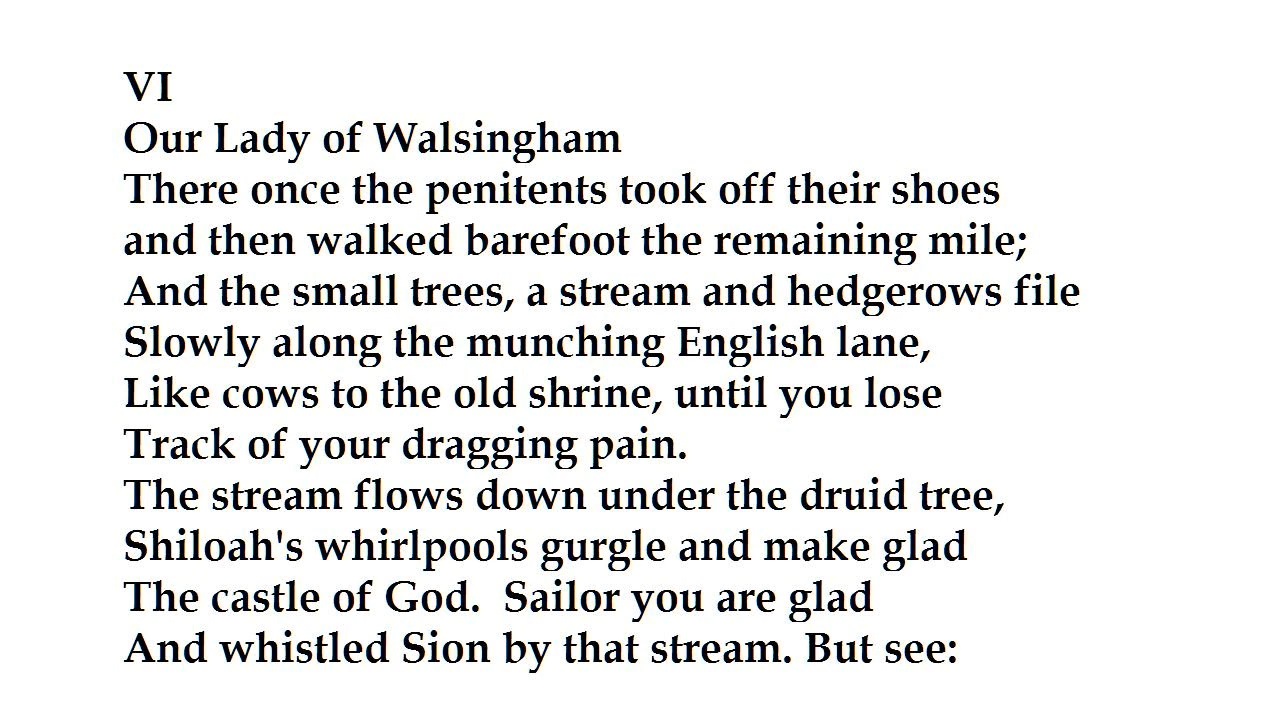 VI
Our Lady of Walsingham
There once the penitents took off their shoes
and then walked barefoot the remaining mile;
And the small trees, a stream and hedgerows file
Slowly along the munching English lane,
Like cows to the old shrine, until you lose
Track of your dragging pain.
The stream flows down under the druid tree,
Shiloah's whirlpools gurgle and make glad
The castle of God.  Sailor you are glad
And whistled Sion by that stream. But see: